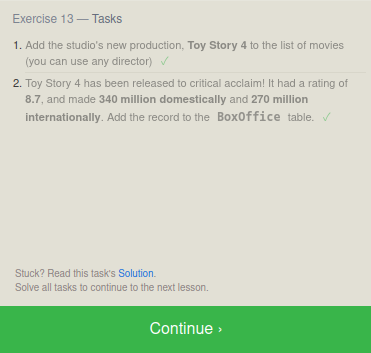 Exercise 13 — Tasks
1. Add the studio's new production, Toy Story 4 to the list of movies
(you can use any director) ✓
2. Toy Story 4 has been released to critical acclaim! It had a rating of
8.7, and made 340 million domestically and 270 million
internationally. Add the record to the BoxOffice table. ✓
Stuck? Read this task's Solution.
Solve all tasks to continue to the next lesson.
Continue ›